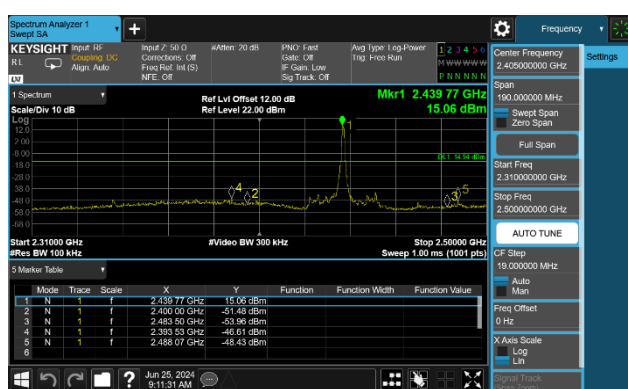 Spectrum Analyzer 1
Swept SA
Frequency
KEYSIGHT Input: RF Input Z: 50 Ω #Atten: 20 dB PNO: Fast Avg Type: Log-Power 1 2 3 4 5 6
RL Coupling: DC Corrections: Off Gate: Off Trig: Free Run M W W W W W
Align: Auto Freq Ref: Int (S) IF Gain: Low P N N N N N
NFE: Off Sig Track: Off
LXI
1 Spectrum
Scale/Div 10 dB
Ref Lvl Offset 12.00 dB
Ref Level 22.00 dBm
Mkr1 2.439 77 GHz
15.06 dBm
Log
12.0
2.00
-8.00
-18.0
-28.0
-38.0
-48.0
-58.0
-68.0
1
4
2
3
5
Start 2.31000 GHz #Video BW 300 kHz Stop 2.50000 GHz
#Res BW 100 kHz Sweep 1.00 ms (1001 pts)
5 Marker Table
Mode Trace Scale X Y Function Function Width Function Value
1 N 1 f 2.439 77 GHz 15.06 dBm
2 N 1 f 2.400 00 GHz -51.48 dBm
3 N 1 f 2.483 50 GHz -53.96 dBm
4 N 1 f 2.393 53 GHz -46.61 dBm
5 N 1 f 2.488 07 GHz -48.43 dBm
6
Jun 25, 2024
9:11:31 AM
Center Frequency
2.405000000 GHz
Settings
Span
190.000000 MHz
Swept Span
Zero Span
Full Span
Start Freq
2.310000000 GHz
Stop Freq
2.500000000 GHz
AUTO TUNE
CF Step
19.000000 MHz
Auto
Man
Freq Offset
0 Hz
X Axis Scale
Log
Lin
Signal Track